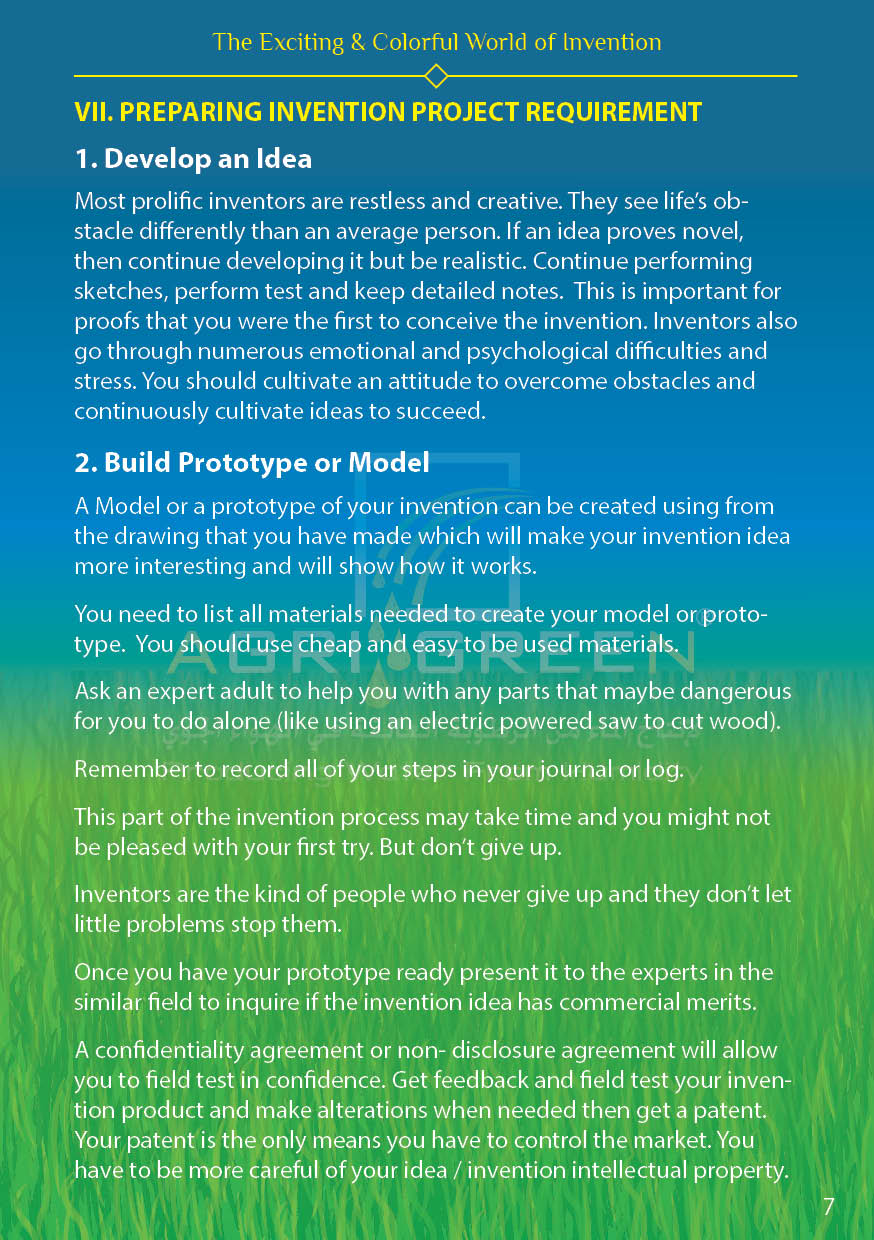 The Exciting & Colorful World of Invention
VII. PREPARING INVENTION PROJECT REQUIREMENT
1. Develop an Idea
Most prolific inventors are restless and creative. They see life’s ob-
stacle differently than an average person. If an idea proves novel,
then continue developing it but be realistic. Continue performing
sketches, perform test and keep detailed notes.  This is important for
proofs that you were the first to conceive the invention. Inventors also
go through numerous emotional and psychological difficulties and
stress. You should cultivate an attitude to overcome obstacles and
continuously cultivate ideas to succeed.
2. Build Prototype or Model
A Model or a prototype of your invention can be created using from
the drawing that you have made which will make your invention idea
more interesting and will show how it works.
You need to list all materials needed to create your model or proto-
type.  You should use cheap and easy to be used materials.
AGRI GREEN
Ask an expert adult to help you with any parts that maybe dangerous
for you to do alone (like using an electric powered saw to cut wood).
Remember to record all of your steps in your journal or log.
This part of the invention process may take time and you might not
be pleased with your first try. But don’t give up.
Inventors are the kind of people who never give up and they don’t let
little problems stop them.
Once you have your prototype ready present it to the experts in the
similar field to inquire if the invention idea has commercial merits.
A confidentiality agreement or non- disclosure agreement will allow
you to field test in confidence. Get feedback and field test your inven-
tion product and make alterations when needed then get a patent.
Your patent is the only means you have to control the market. You
have to be more careful of your idea / invention intellectual property.
7